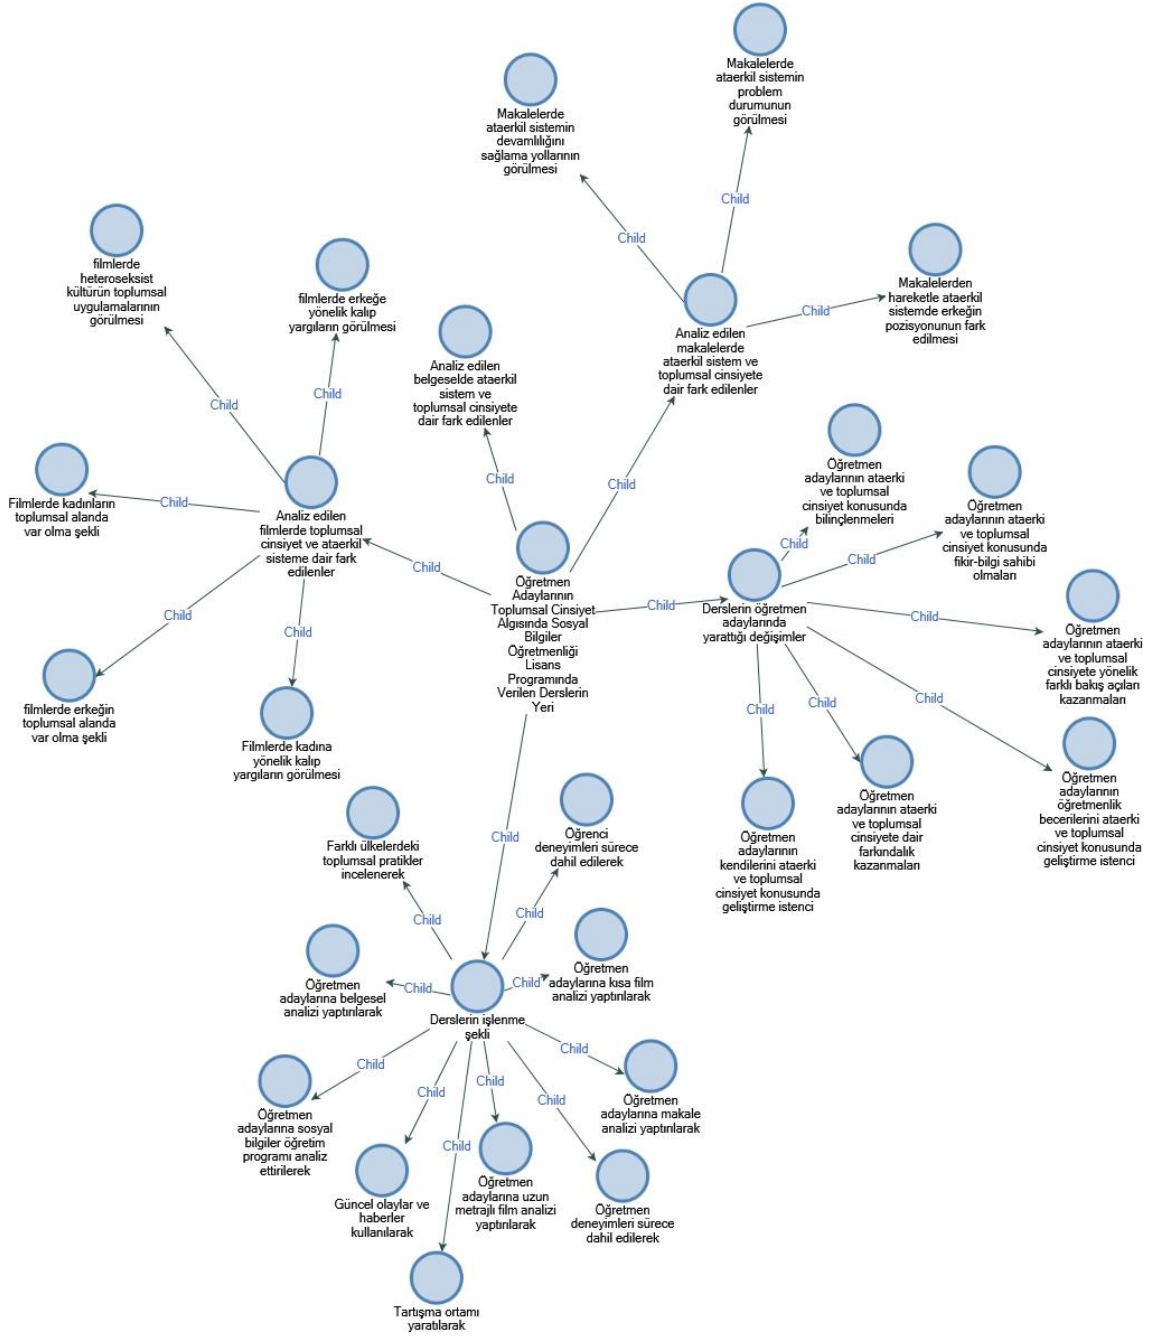 Makalelerde
ataerkil sistemin
problem
durumunun
görülmesi
Makalelerde
ataerkil sistemin
devamlılığını
sağlama yollarının
görülmesi
Child
Child
filmlerde
heteroseksist
kültürün toplumsal
uygulamalarının
görülmesi
filmlerde erkeğe
yönelik kalıp
yargıların görülmesi
Makalelerden
hareketle ataerkil
sistemde erkeğin
pozisyonunun fark
edilmesi
Child
Analiz edilen
makalelerde
ataerkil sistem ve
toplumsal cinsiyete
dair fark edilenler
Analiz edilen
belgeselde ataerkil
sistem ve
toplumsal cinsiyete
dair fark edilenler
Child
Child
Child
Child
Filmlerde kadınların
toplumsal alanda
var olma şekli
Child
Analiz edilen
filmlerde toplumsal
cinsiyet ve ataerkil
sisteme dair fark
edilenler
Child
Öğretmen
Adaylarının
Toplumsal Cinsiyet
Algısında Sosyal
Bilgiler
Öğretmenliği
Lisans
Programında
Verilen Derslerin
Yeri
Öğretmen
adaylarının ataerki
ve toplumsal
cinsiyet konusunda
bilinçlenmeleri
Öğretmen
adaylarının ataerki
ve toplumsal
cinsiyet konusunda
fikir-bilgi sahibi
olmaları
Child
Child
Child
Derslerin öğretmen
adaylarında
yarattığı değişimler
Child
Öğretmen
adaylarının ataerki
ve toplumsal
cinsiyete yönelik
farklı bakış açıları
kazanmaları
Child
Child
filmlerde erkeğin
toplumsal alanda
var olma şekli
Filmlerde kadına
yönelik kalıp
yargıların görülmesi
Child
Child
Child
Öğretmen
adaylarının
kendilerini ataerki
ve toplumsal
cinsiyet konusunda
geliştirme istenci
Öğretmen
adaylarının ataerki
ve toplumsal
cinsiyete dair
farkındalık
kazanmaları
Öğretmen
adaylarının
öğretmenlik
becerilerini ataerki
ve toplumsal
cinsiyet konusunda
geliştirme istenci
Child
Farklı ülkelerdeki
toplumsal pratikler
incelenerek
Öğrenci
deneyimleri sürece
dahil edilerek
Child
Child
Öğretmen
adaylarına belgesel
analizi yaptırılarak
Child
Child
Öğretmen
adaylarına kısa film
analizi yaptırılarak
Derslerin işlenme
şekli
Child
Child
Child
Child
Child
Child
Öğretmen
adaylarına sosyal
bilgiler öğretim
programı analiz
ettirilerek
Öğretmen
adaylarına makale
analizi yaptırılarak
Güncel olaylar ve
haberler
kullanılarak
Öğretmen
adaylarına uzun
metrajlı film analizi
yaptırılarak
Öğretmen
deneyimleri sürece
dahil edilerek
Tartışma ortamı
yaratılarak